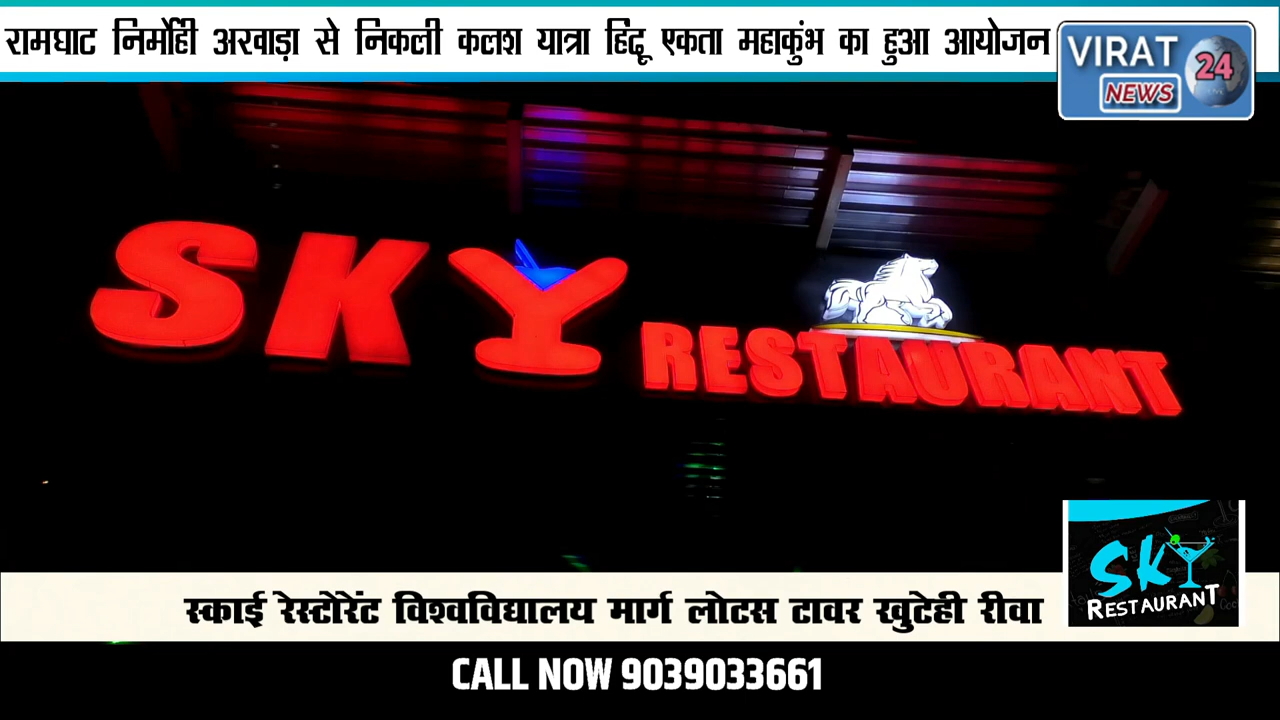 रामघाट निर्मोही अखाड़ा से निकली कलश यात्रा हिंदू एकता महाकुंभ का हुआ आयोजन
VIRAT
24
NEWS
SKY RESTAURANT
SKY
RESTAURANT
स्काई रेस्टोरेंट विश्वविद्यालय मार्ग लोटस टावर खुटेही रीवा
CALL NOW 9039033661